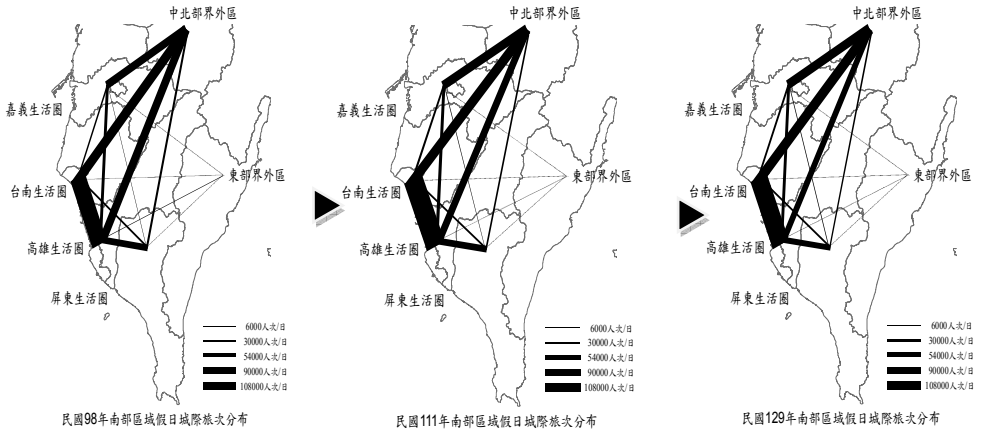 中北部界外區
嘉義生活圈
台南生活圈
東部界外區
高雄生活圈
屏東生活圈
6000人次/日
30000人次/日
54000人次/日
90000人次/日
108000人次/日
民國98年南部區域假日城際旅次分布
中北部界外區
嘉義生活圈
台南生活圈
東部界外區
高雄生活圈
屏東生活圈
6000人次/日
30000人次/日
54000人次/日
90000人次/日
108000人次/日
民國111年南部區域假日城際旅次分布
中北部界外區
嘉義生活圈
台南生活圈
東部界外區
高雄生活圈
屏東生活圈
6000人次/日
30000人次/日
54000人次/日
90000人次/日
108000人次/日
民國129年南部區域假日城際旅次分布